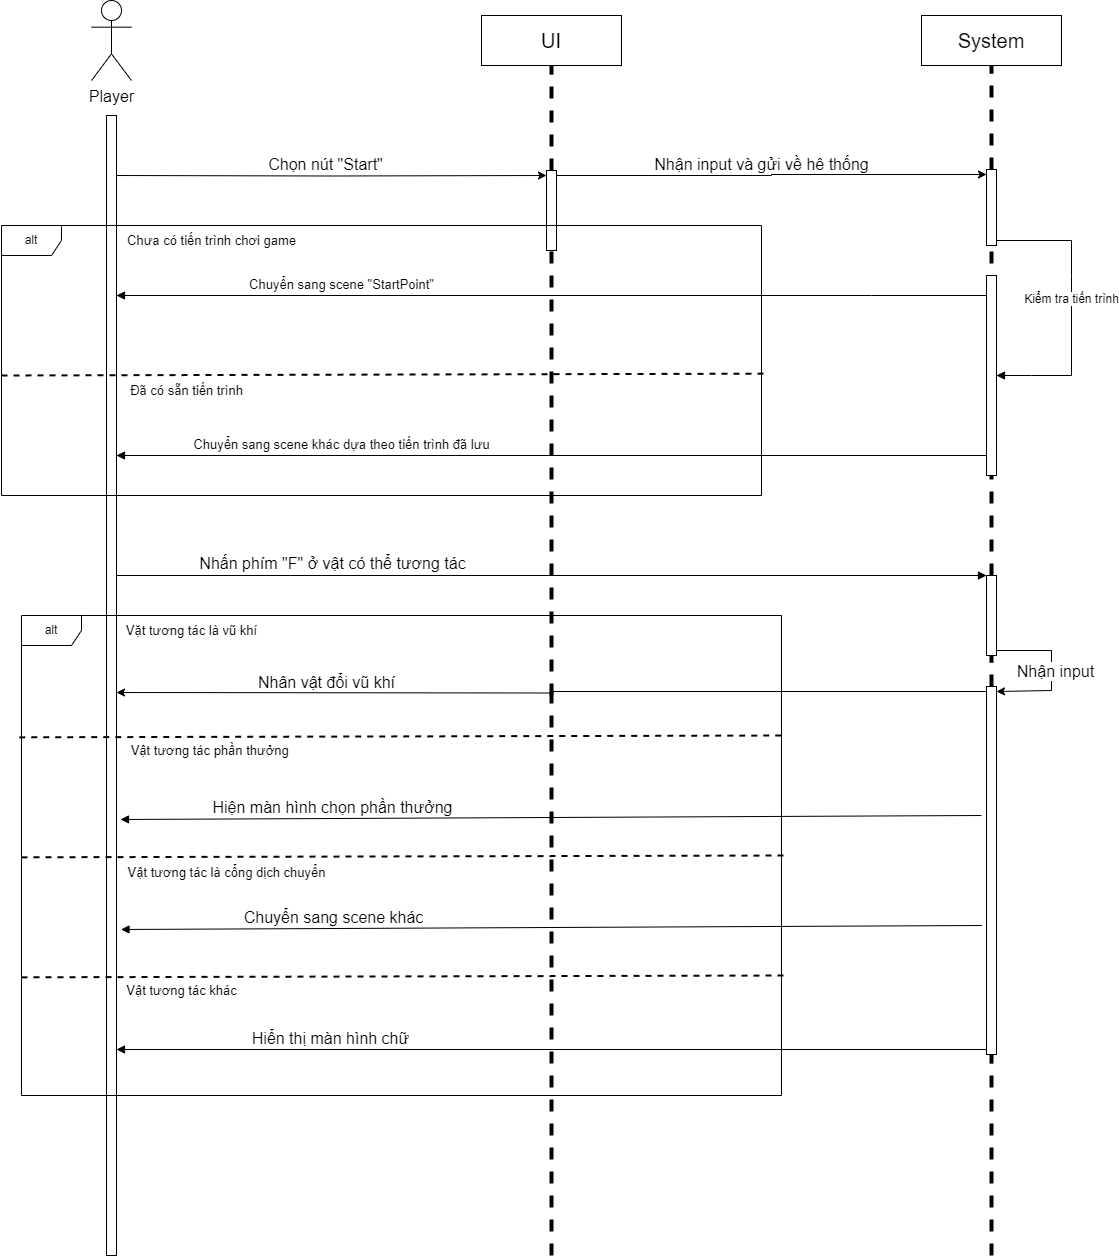 UI
System
Player
Chọn nút "Start"
Nhận input và gửi về hê thống
alt
Chưa có tiến trình chơi game
Chuyển sang scene "StartPoint"
Kiểm tra tiến trình
Đã có sẵn tiến trình
Chuyển sang scene khác dựa theo tiến trình đã lưu
Nhấn phím "F" ở vật có thể tương tác
alt
Vặt tương tác là vũ khí
Nhận input
Nhân vật đổi vũ khí
Vật tương tác phần thưởng
Hiện màn hình chọn phần thưởng
Vật tương tác là cổng dịch chuyển
Chuyển sang scene khác
Vật tương tác khác
Hiển thị màn hình chữ